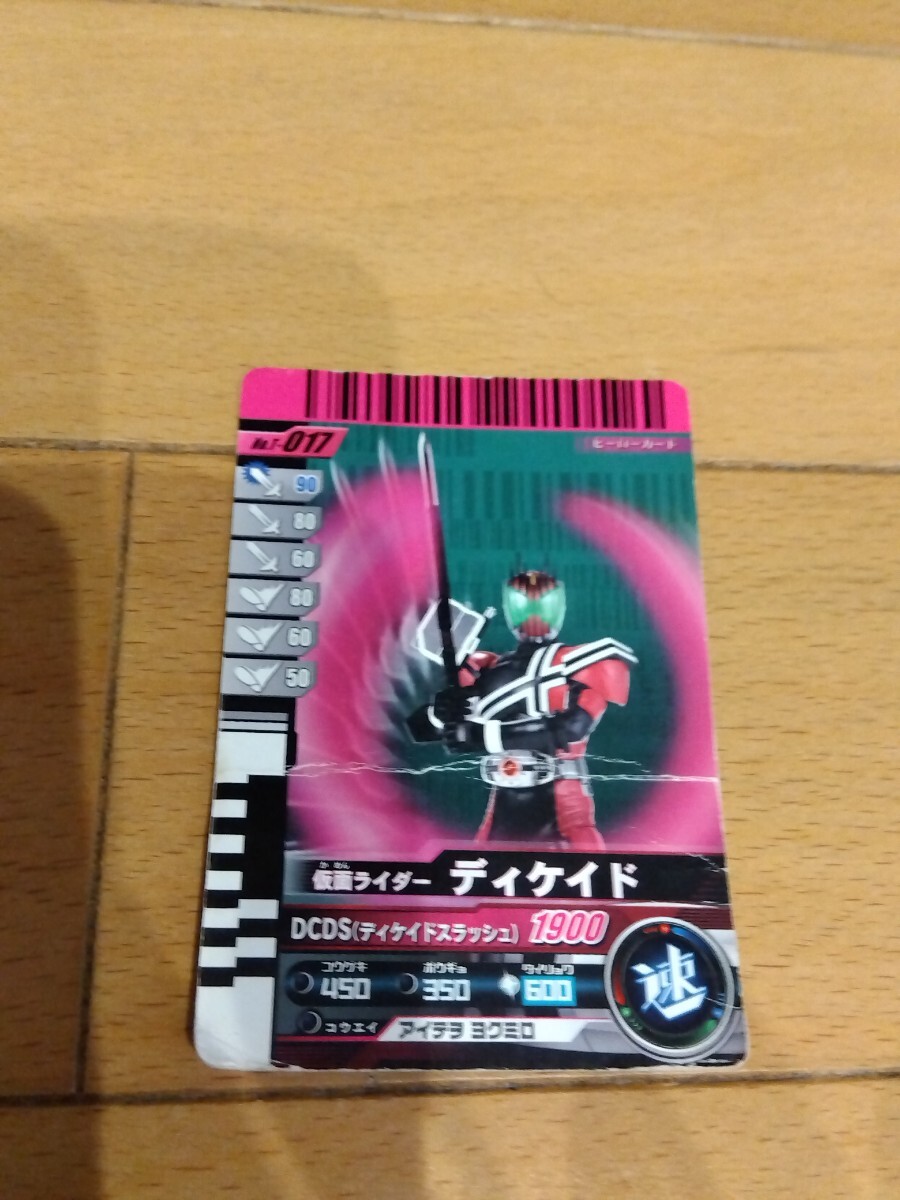 No.T-017
ヒーローカード
90
80
60
80
60
50
かめん
仮面ライダー ディケイド
DCDS(ディケイドスラッシュ) 1900
コウゲキ ボウギョ タイリョク
450 350 600
速
コウエイ アイテヲ ヨクミロ